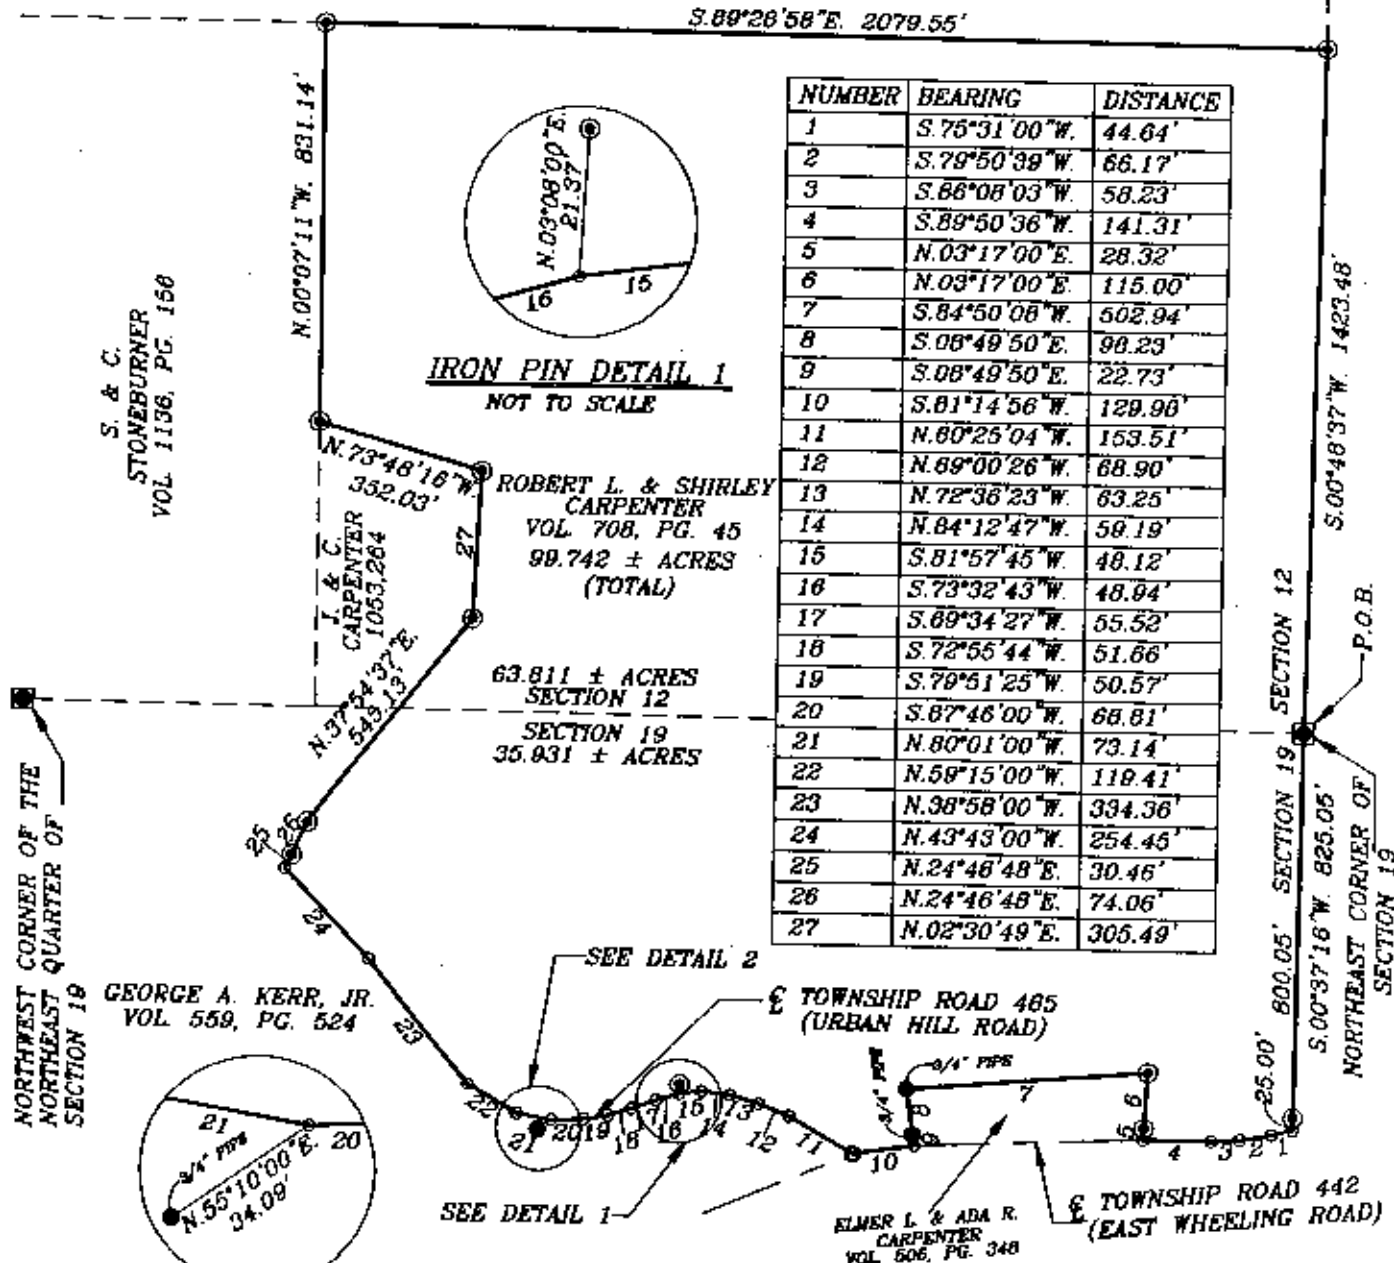 S.89°28'58"E. 2079.55'
N.00°07'11"W. 831.14'
N.03°08'00"E.
21.37'
16
15
IRON PIN DETAIL 1
NOT TO SCALE
S. & C.
STONEBURNER
VOL 1136, PG. 156
NUMBER BEARING DISTANCE
1 S.75°31'00"W. 44.64'
2 S.79°50'39"W. 66.17'
3 S.86°08'03"W. 58.23'
4 S.89°50'36"W. 141.31'
5 N.03°17'00"E. 28.32'
6 N.03°17'00"E. 115.00'
7 S.84°50'08"W. 502.94'
8 S.08°49'50"E. 98.23'
9 S.08°49'50"E. 22.73'
10 S.81°14'56"W. 129.98'
11 N.60°25'04"W. 153.51'
12 N.69°00'26"W. 68.90'
13 N.72°36'23"W. 63.25'
14 N.84°12'47"W. 59.19'
15 S.81°57'45"W. 48.12'
16 S.73°32'43"W. 48.94'
17 S.69°34'27"W. 55.52'
18 S.72°55'44"W. 51.66'
19 S.79°51'25"W. 50.57'
20 S.87°46'00"W. 68.81'
21 N.80°01'00"W. 73.14'
22 N.59°15'00"W. 119.41'
23 N.38°58'00"W. 334.36'
24 N.43°43'00"W. 254.45'
25 N.24°46'48"E. 30.46'
26 N.24°46'48"E. 74.06'
27 N.02°30'49"E. 305.49'
S.00°48'37"W. 1423.48'
N.73°48'16"W.
352.03'
27
ROBERT L. & SHIRLEY
CARPENTER
VOL. 708, PG. 45
99.742 ± ACRES
(TOTAL)
J. & C.
CARPENTER
1053,264
N.37°54'37"E.
549.13'
63.811 ± ACRES
SECTION 12
SECTION 19
35.931 ± ACRES
SECTION 12
SECTION 19
P.O.B.
NORTHEAST CORNER OF
SECTION 19
S.00°37'16"W. 825.05'
800.05'
25.00'
NORTHWEST CORNER OF THE
NORTHEAST QUARTER OF
SECTION 19
25
26
24
23
GEORGE A. KERR, JR.
VOL. 559, PG. 524
SEE DETAIL 2
℄ TOWNSHIP ROAD 465
(URBAN HILL ROAD)
22
21
20
19
18
16
15
14
13
12
11
10
9
8
7
6
5
4
3
2
1
3/4" PIPE
3/4" PIPE
21
20
3/4" PIPE
N.55°10'00"E.
34.09'
SEE DETAIL 1
ELMER L. & ADA R.
CARPENTER
VOL. 506, PG. 348
℄ TOWNSHIP ROAD 442
(EAST WHEELING ROAD)